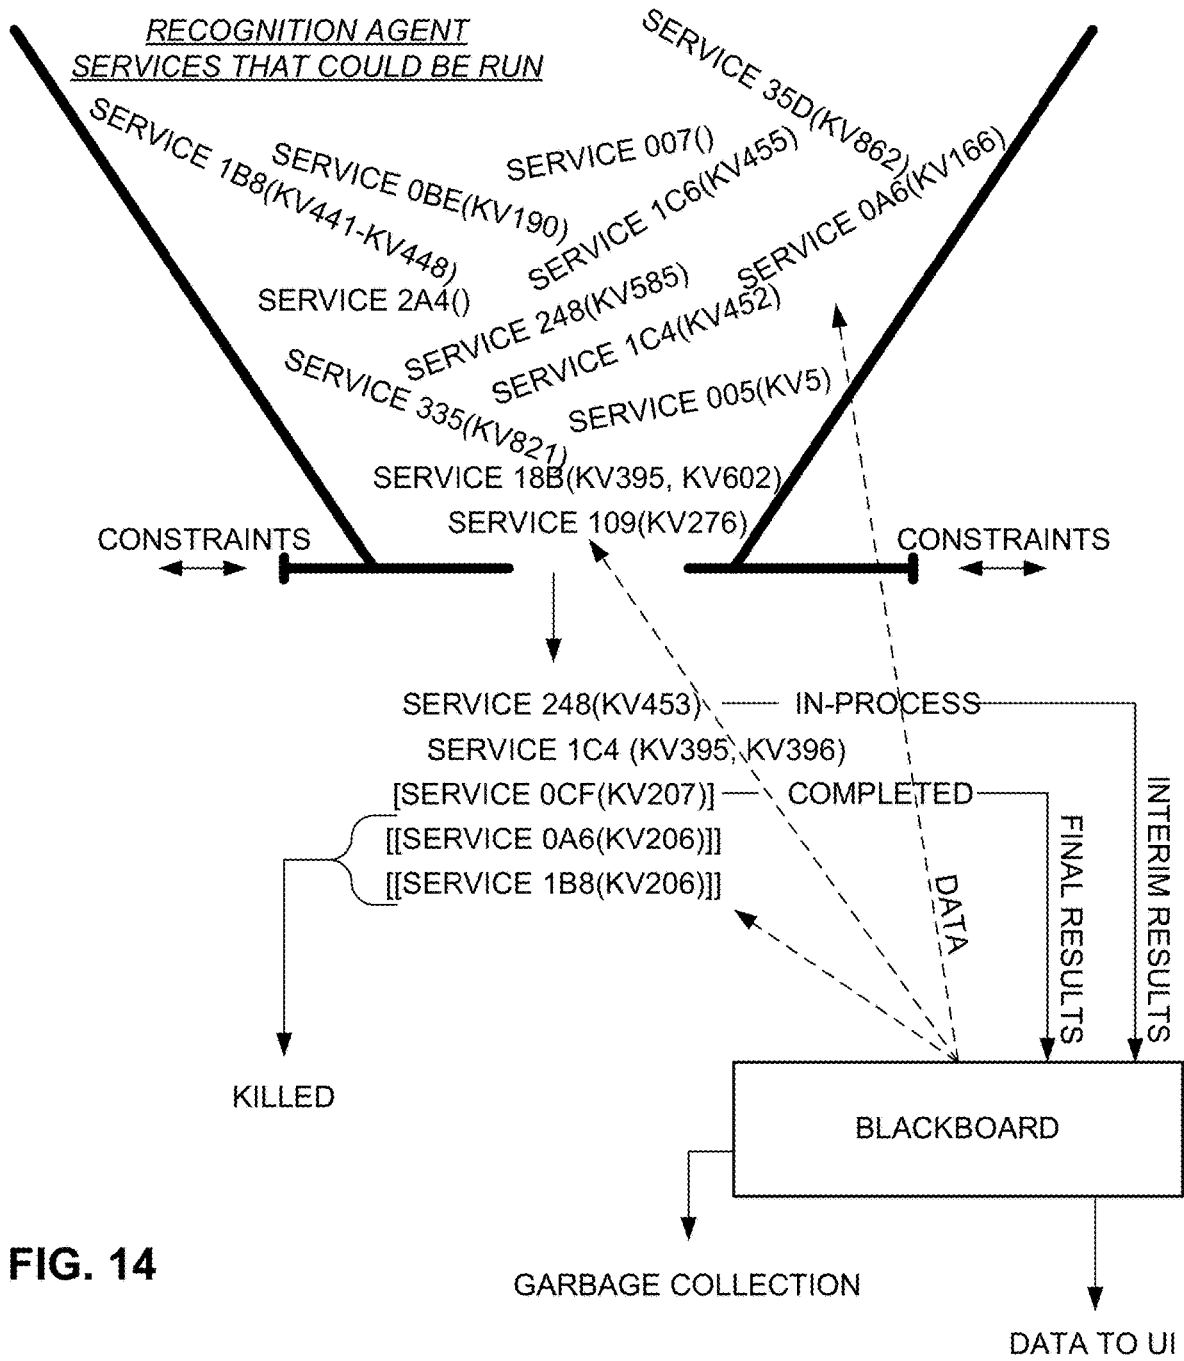 RECOGNITION AGENT
SERVICES THAT COULD BE RUN
SERVICE 35D(KV862)
SERVICE 1B8(KV441-KV448)
SERVICE 0BE(KV190)
SERVICE 007()
SERVICE 1C6(KV455)
SERVICE 0A6(KV166)
SERVICE 2A4()
SERVICE 248(KV585)
SERVICE 1C4(KV452)
SERVICE 335(KV821)
SERVICE 005(KV5)
SERVICE 18B(KV395, KV602)
SERVICE 109(KV276)
CONSTRAINTS
CONSTRAINTS
SERVICE 248(KV453)
IN-PROCESS
SERVICE 1C4 (KV395, KV396)
[SERVICE 0CF(KV207)]
COMPLETED
[[SERVICE 0A6(KV206)]]
[[SERVICE 1B8(KV206)]]
DATA
FINAL RESULTS
INTERIM RESULTS
KILLED
BLACKBOARD
GARBAGE COLLECTION
DATA TO UI
FIG. 14